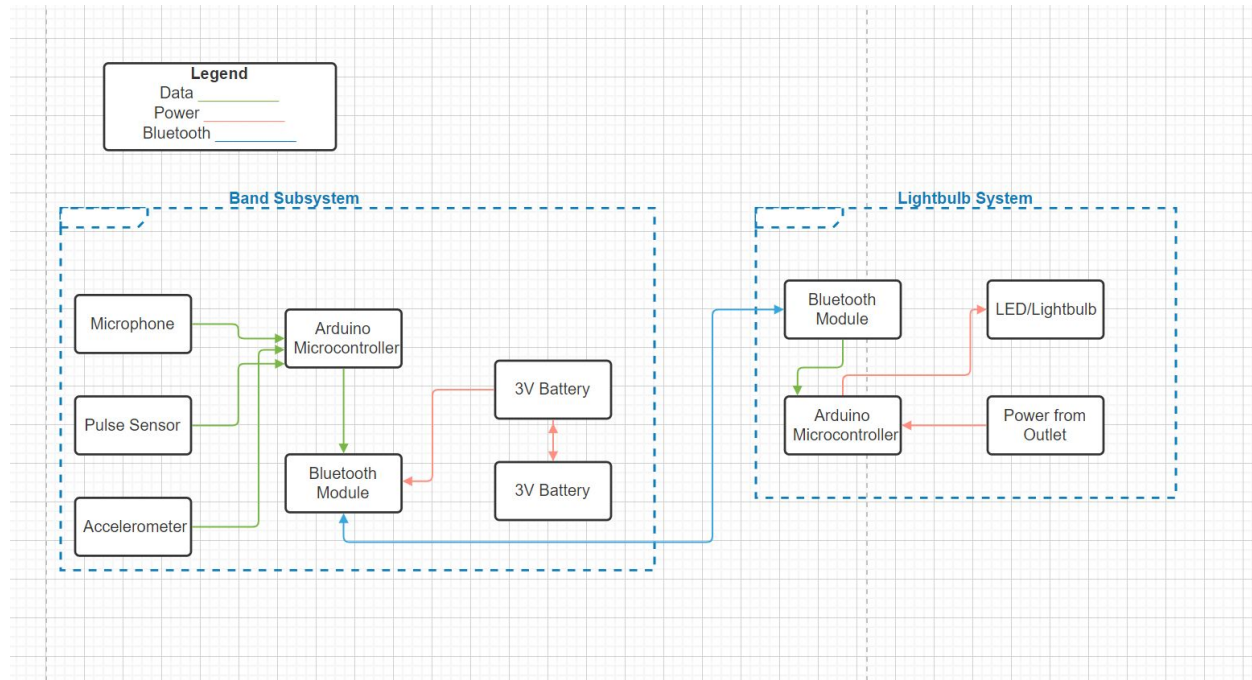 Legend
Data
Power
Bluetooth
Band Subsystem
Microphone
Pulse Sensor
Accelerometer
Arduino
Microcontroller
Bluetooth
Module
3V Battery
3V Battery
Lightbulb System
Bluetooth
Module
LED/Lightbulb
Arduino
Microcontroller
Power from
Outlet